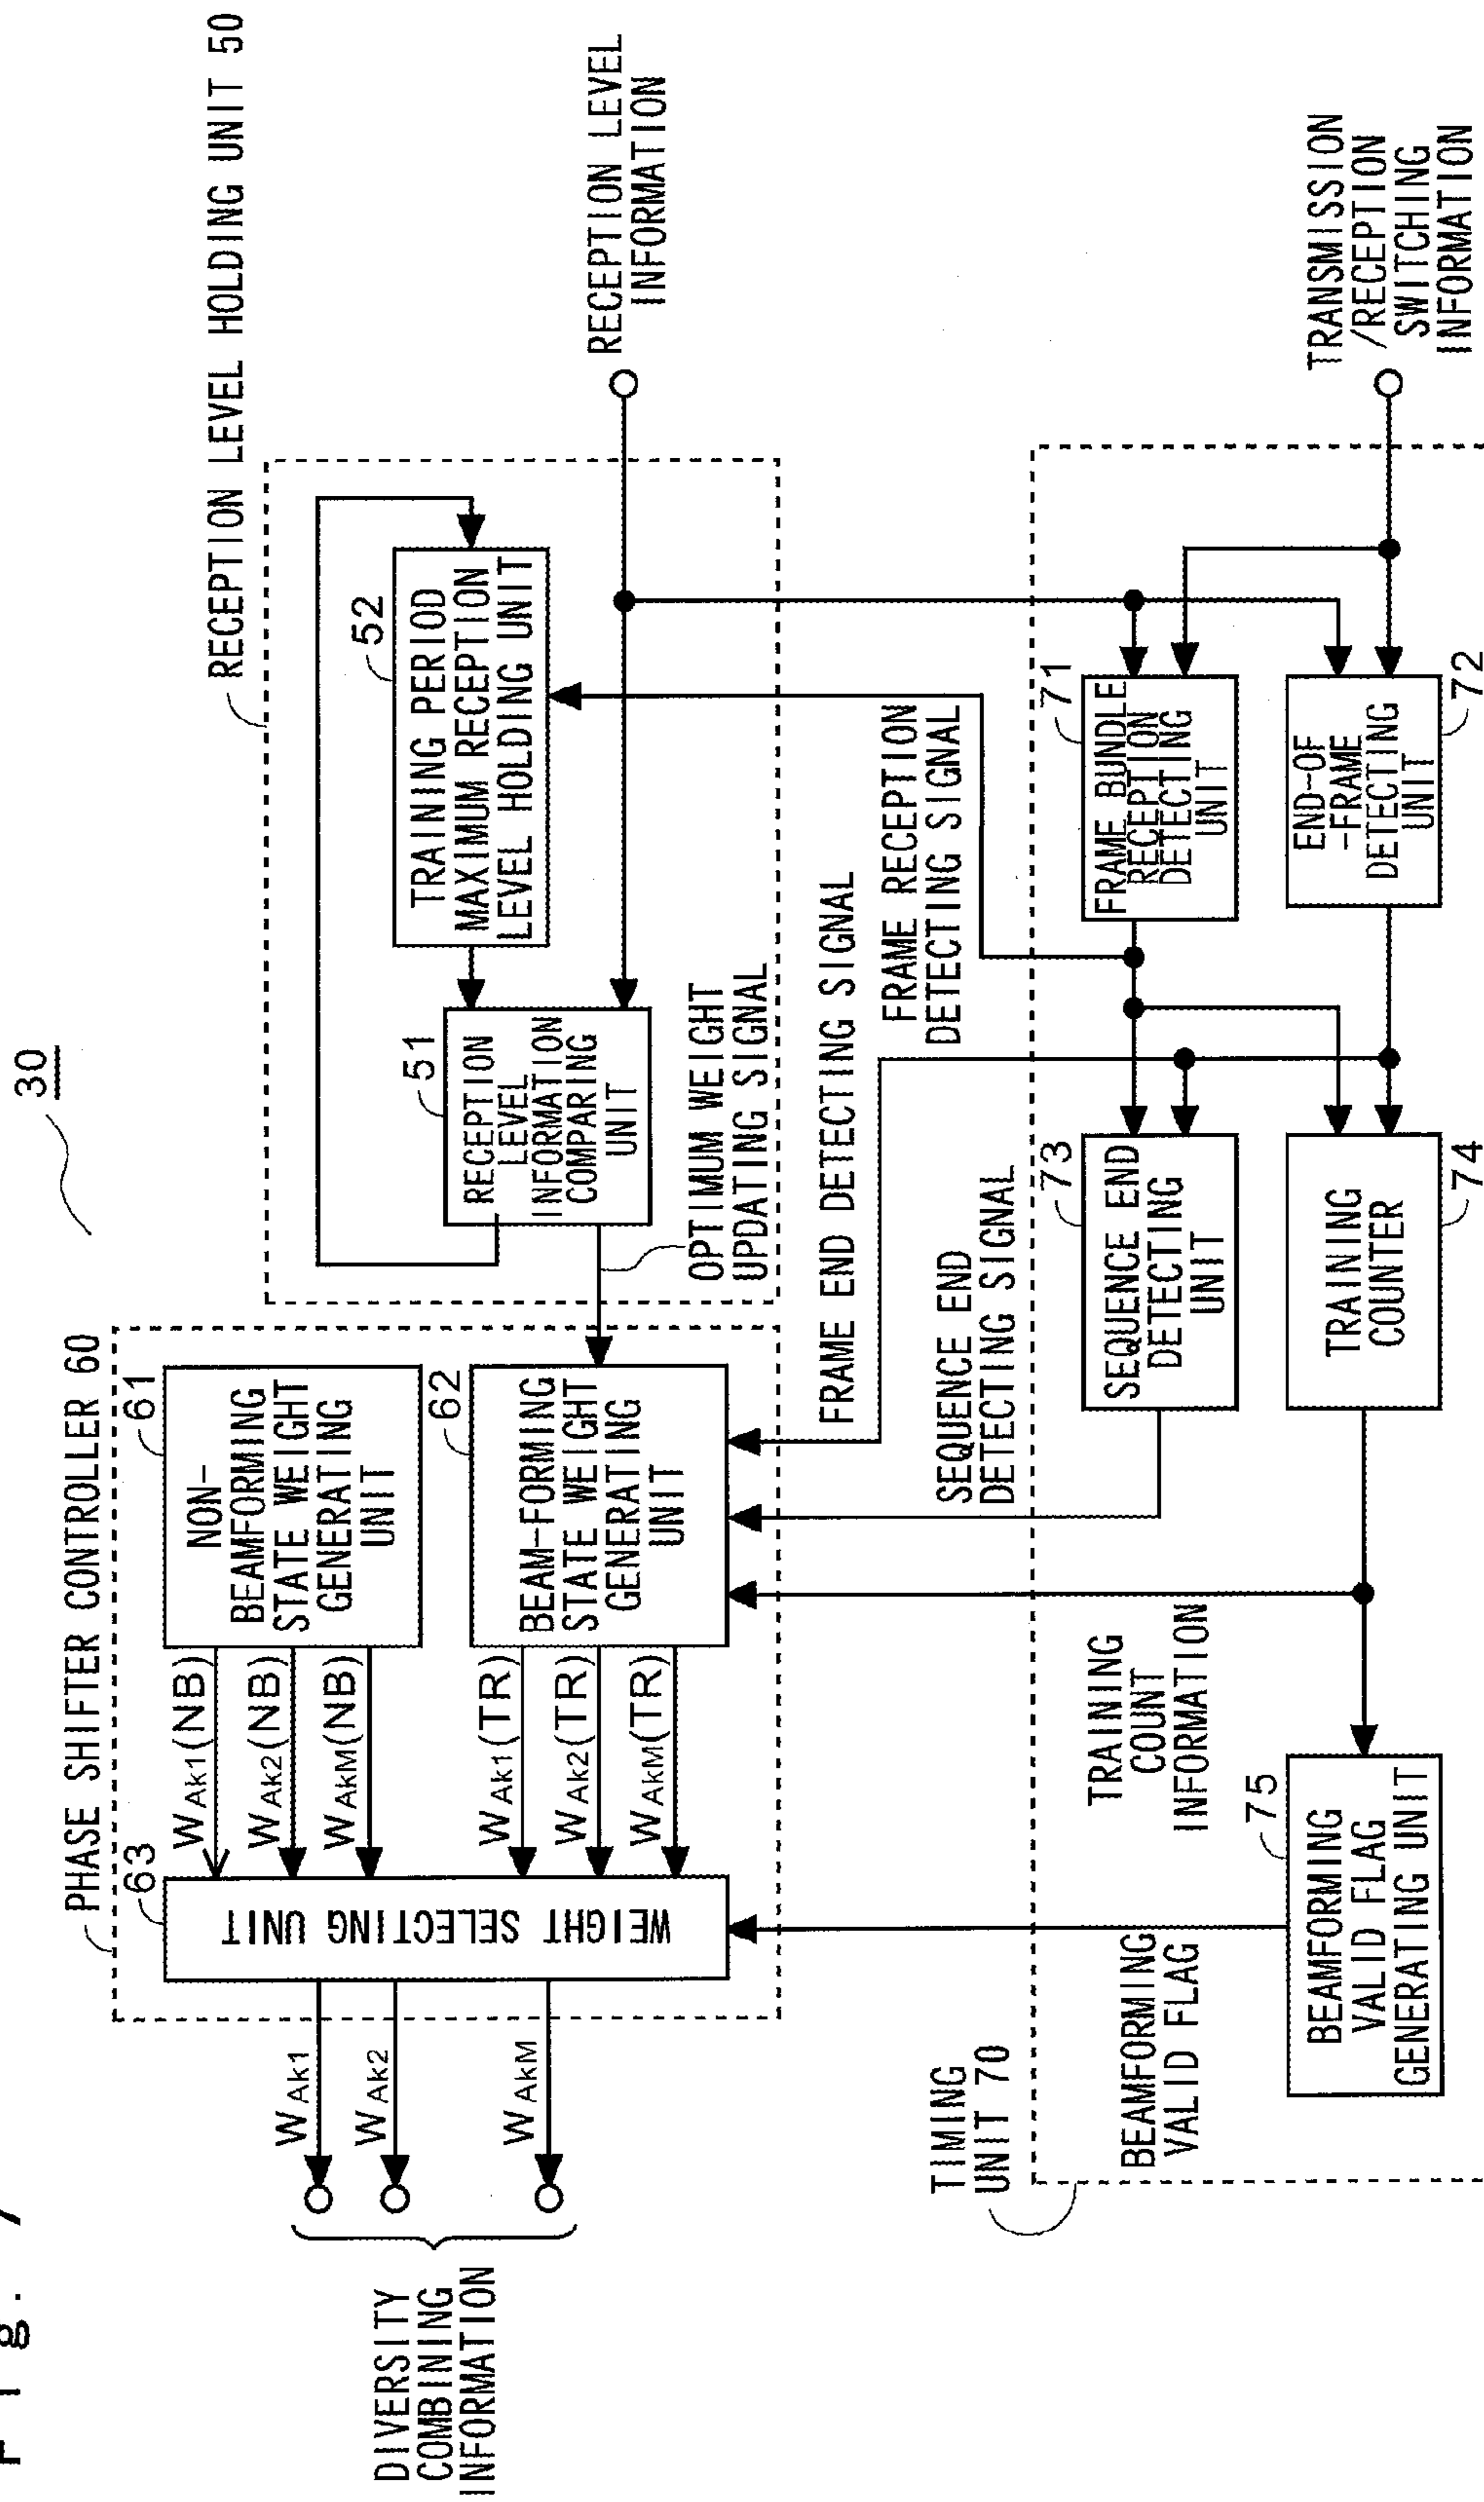 Fig. 7
30
RECEPTION LEVEL HOLDING UNIT 50
PHASE SHIFTER CONTROLLER 60
63
WEIGHT SELECTING UNIT
61
NON-
BEAMFORMING
STATE WEIGHT
GENERATING
UNIT
62
BEAM-FORMING
STATE WEIGHT
GENERATING
UNIT
WAk1(NB)
WAk2(NB)
WAkM(NB)
WAk1(TR)
WAk2(TR)
WAkM(TR)
WAk1
WAk2
WAkM
DIVERSITY
COMBINING
INFORMATION
51
RECEPTION
LEVEL
INFORMATION
COMPARING
UNIT
52
TRAINING PERIOD
MAXIMUM RECEPTION
LEVEL HOLDING UNIT
RECEPTION LEVEL
INFORMATION
OPTIMUM WEIGHT
UPDATING SIGNAL
FRAME END DETECTING SIGNAL
FRAME RECEPTION
DETECTING SIGNAL
SEQUENCE END
DETECTING SIGNAL
TIMING
UNIT 70
BEAMFORMING
VALID FLAG
TRAINING
COUNT
INFORMATION
75
BEAMFORMING
VALID FLAG
GENERATING UNIT
73
SEQUENCE END
DETECTING
UNIT
TRAINING
COUNTER
74
71
FRAME BUNDLE
RECEPTION
DETECTING
UNIT
END-OF
-FRAME
DETECTING
UNIT
72
TRANSMISSION
/RECEPTION
SWITCHING
INFORMATION